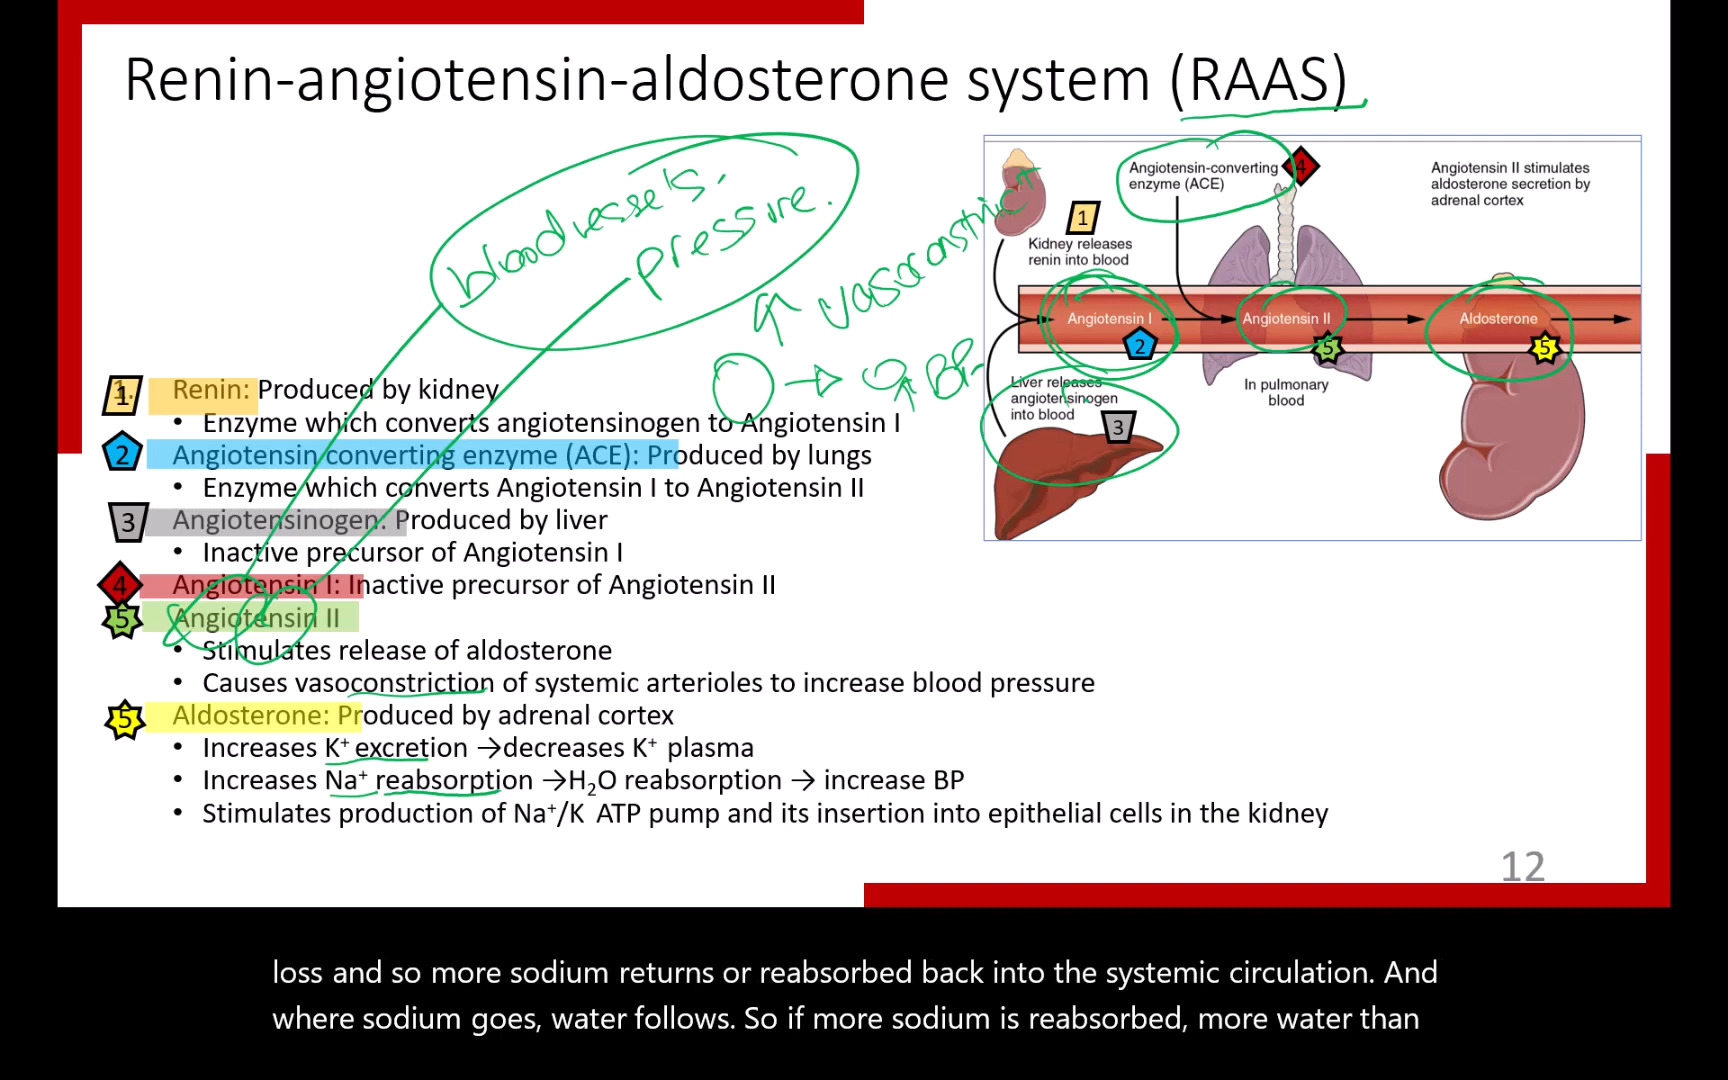 Renin-angiotensin-aldosterone system (RAAS)
blood vessels.
pressure.
↑ vasoconstrict
→ ↑ BP
Angiotensin-converting
enzyme (ACE)
4
Angiotensin II stimulates
aldosterone secretion by
adrenal cortex
1
Kidney releases
renin into blood
Angiotensin I
Angiotensin II
Aldosterone
2
5
5
Liver releases
angiotensinogen
into blood
3
In pulmonary
blood
1. Renin: Produced by kidney
• Enzyme which converts angiotensinogen to Angiotensin I
2 Angiotensin converting enzyme (ACE): Produced by lungs
• Enzyme which converts Angiotensin I to Angiotensin II
3 Angiotensinogen: Produced by liver
• Inactive precursor of Angiotensin I
4 Angiotensin I: Inactive precursor of Angiotensin II
5 Angiotensin II
• Stimulates release of aldosterone
• Causes vasoconstriction of systemic arterioles to increase blood pressure
5 Aldosterone: Produced by adrenal cortex
• Increases K⁺ excretion →decreases K⁺ plasma
• Increases Na⁺ reabsorption →H₂O reabsorption → increase BP
• Stimulates production of Na⁺/K ATP pump and its insertion into epithelial cells in the kidney
12
loss and so more sodium returns or reabsorbed back into the systemic circulation. And
where sodium goes, water follows. So if more sodium is reabsorbed, more water than